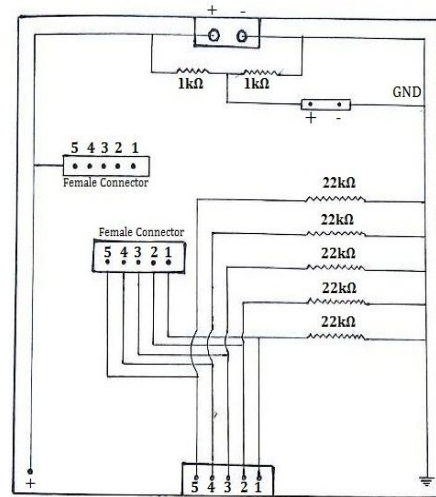 + -
1kΩ 1kΩ
GND
+ -
5 4 3 2 1
Female Connector
22kΩ
22kΩ
Female Connector
5 4 3 2 1
22kΩ
22kΩ
22kΩ
5 4 3 2 1
+